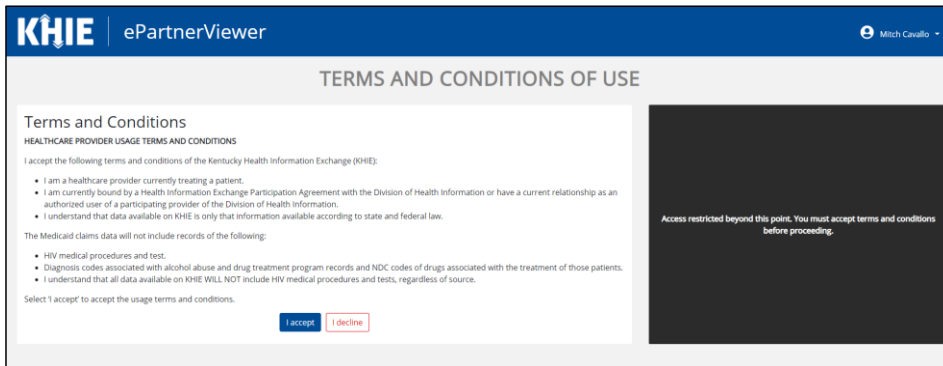 KHIE ePartnerViewer Mitch Cavallo
TERMS AND CONDITIONS OF USE
Terms and Conditions
HEALTHCARE PROVIDER USAGE TERMS AND CONDITIONS
I accept the following terms and conditions of the Kentucky Health Information Exchange (KHIE):
• I am a healthcare provider currently treating a patient.
• I am currently bound by a Health Information Exchange Participation Agreement with the Division of Health Information or have a current relationship as an
authorized user of a participating provider of the Division of Health Information.
• I understand that data available on KHIE is only that information available according to state and federal law.
The Medicaid claims data will not include records of the following:
• HIV medical procedures and test.
• Diagnosis codes associated with alcohol abuse and drug treatment program records and NDC codes of drugs associated with the treatment of those patients.
• I understand that all data available on KHIE WILL NOT include HIV medical procedures and tests, regardless of source.
Select 'I accept' to accept the usage terms and conditions.
I accept I decline
Access restricted beyond this point. You must accept terms and conditions
before proceeding.